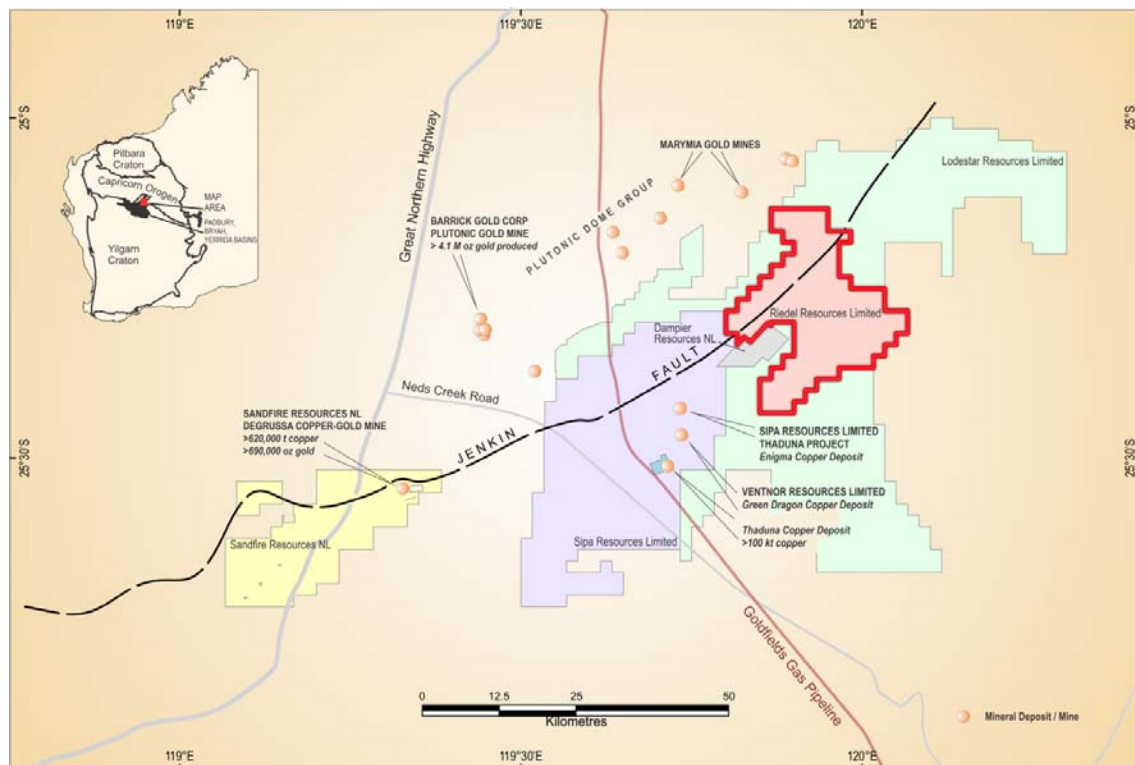 119°E
119°30'E
120°E
25°S
25°S
Pilbara
Craton
Capricorn Orogen
MAP
AREA
PADBURY,
BRYAH,
YERRIDA BASINS
Yilgarn
Craton
Great Northern Highway
MARYMIA GOLD MINES
Lodestar Resources Limited
PLUTONIC DOME GROUP
BARRICK GOLD CORP
PLUTONIC GOLD MINE
> 4.1 M oz gold produced
Riedel Resources Limited
Dampier
Resources NL
JENKIN FAULT
Neds Creek Road
SANDFIRE RESOURCES NL
DEGRUSSA COPPER-GOLD MINE
>620,000 t copper
>690,000 oz gold
SIPA RESOURCES LIMITED
THADUNA PROJECT
Enigma Copper Deposit
25°30'S
25°30'S
VENTNOR RESOURCES LIMITED
Green Dragon Copper Deposit
Thaduna Copper Deposit
>100 kt copper
Sandfire Resources NL
Sipa Resources Limited
Goldfields Gas Pipeline
0 12.5 25 50
Kilometres
Mineral Deposit / Mine
119°E
119°30'E
120°E